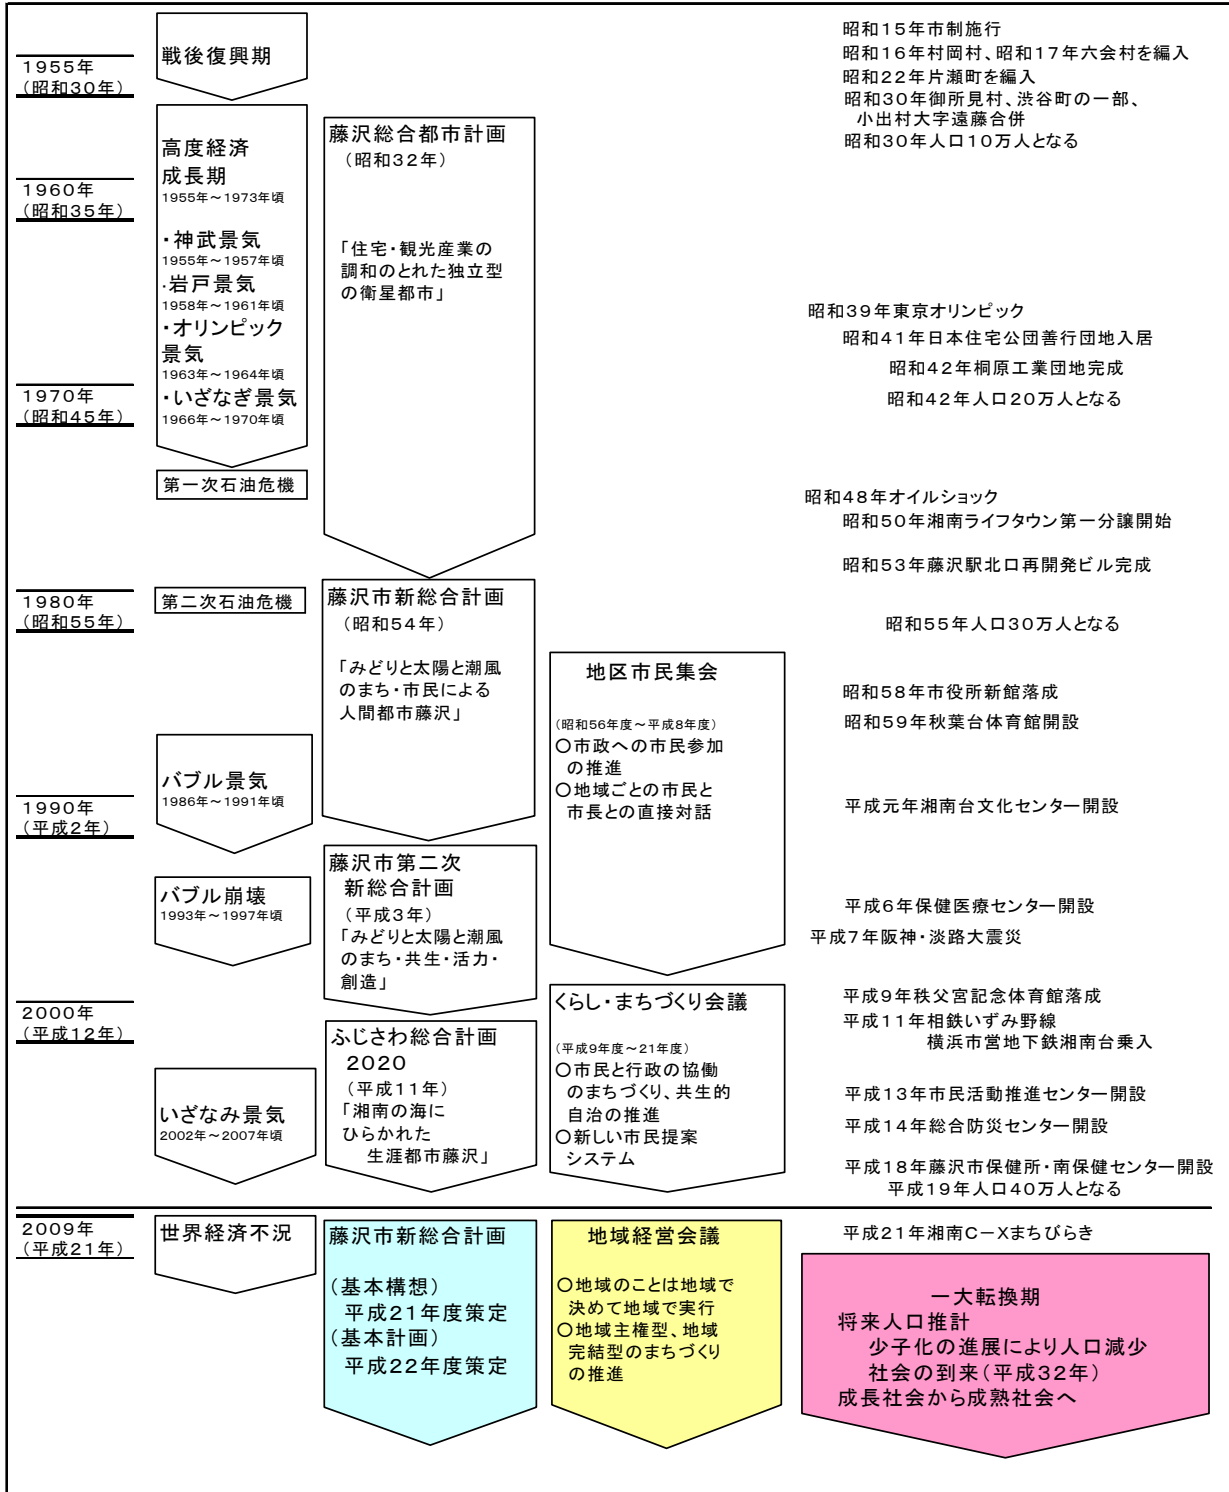 1955年
(昭和30年)
1960年
(昭和35年)
1970年
(昭和45年)
1980年
(昭和55年)
1990年
(平成2年)
2000年
(平成12年)
2009年
(平成21年)
戦後復興期
高度経済
成長期
1955年～1973年頃
・神武景気
1955年～1957年頃
・岩戸景気
1958年～1961年頃
・オリンピック
景気
1963年～1964年頃
・いざなぎ景気
1966年～1970年頃
第一次石油危機
第二次石油危機
バブル景気
1986年～1991年頃
バブル崩壊
1993年～1997年頃
いざなみ景気
2002年～2007年頃
世界経済不況
藤沢総合都市計画
(昭和32年)
「住宅・観光産業の
調和のとれた独立型
の衛星都市」
藤沢市新総合計画
(昭和54年)
「みどりと太陽と潮風
のまち・市民による
人間都市藤沢」
藤沢市第二次
新総合計画
(平成3年)
「みどりと太陽と潮風
のまち・共生・活力・
創造」
ふじさわ総合計画
2020
(平成11年)
「湘南の海に
ひらかれた
生涯都市藤沢」
藤沢市新総合計画
(基本構想)
平成21年度策定
(基本計画)
平成22年度策定
地区市民集会
(昭和56年度～平成8年度)
○市政への市民参加
の推進
○地域ごとの市民と
市長との直接対話
くらし・まちづくり会議
(平成9年度～21年度)
○市民と行政の協働
のまちづくり、共生的
自治の推進
○新しい市民提案
システム
地域経営会議
○地域のことは地域で
決めて地域で実行
○地域主権型、地域
完結型のまちづくり
の推進
昭和15年市制施行
昭和16年村岡村、昭和17年六会村を編入
昭和22年片瀬町を編入
昭和30年御所見村、渋谷町の一部、
小出村大字遠藤合併
昭和30年人口10万人となる
昭和39年東京オリンピック
昭和41年日本住宅公団善行団地入居
昭和42年桐原工業団地完成
昭和42年人口20万人となる
昭和48年オイルショック
昭和50年湘南ライフタウン第一分譲開始
昭和53年藤沢駅北口再開発ビル完成
昭和55年人口30万人となる
昭和58年市役所新館落成
昭和59年秋葉台体育館開設
平成元年湘南台文化センター開設
平成6年保健医療センター開設
平成7年阪神・淡路大震災
平成9年秩父宮記念体育館落成
平成11年相鉄いずみ野線
横浜市営地下鉄湘南台乗入
平成13年市民活動推進センター開設
平成14年総合防災センター開設
平成18年藤沢市保健所・南保健センター開設
平成19年人口40万人となる
平成21年湘南C－Xまちびらき
一大転換期
将来人口推計
少子化の進展により人口減少
社会の到来(平成32年)
成長社会から成熟社会へ